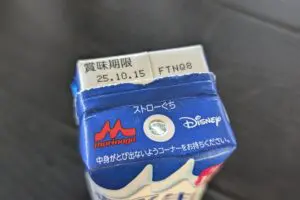 賞味期限
25.10.15 FTNQ8
ストローぐち
morinaga
Disney
中身がとび出ないようコーナーをお持ちください。